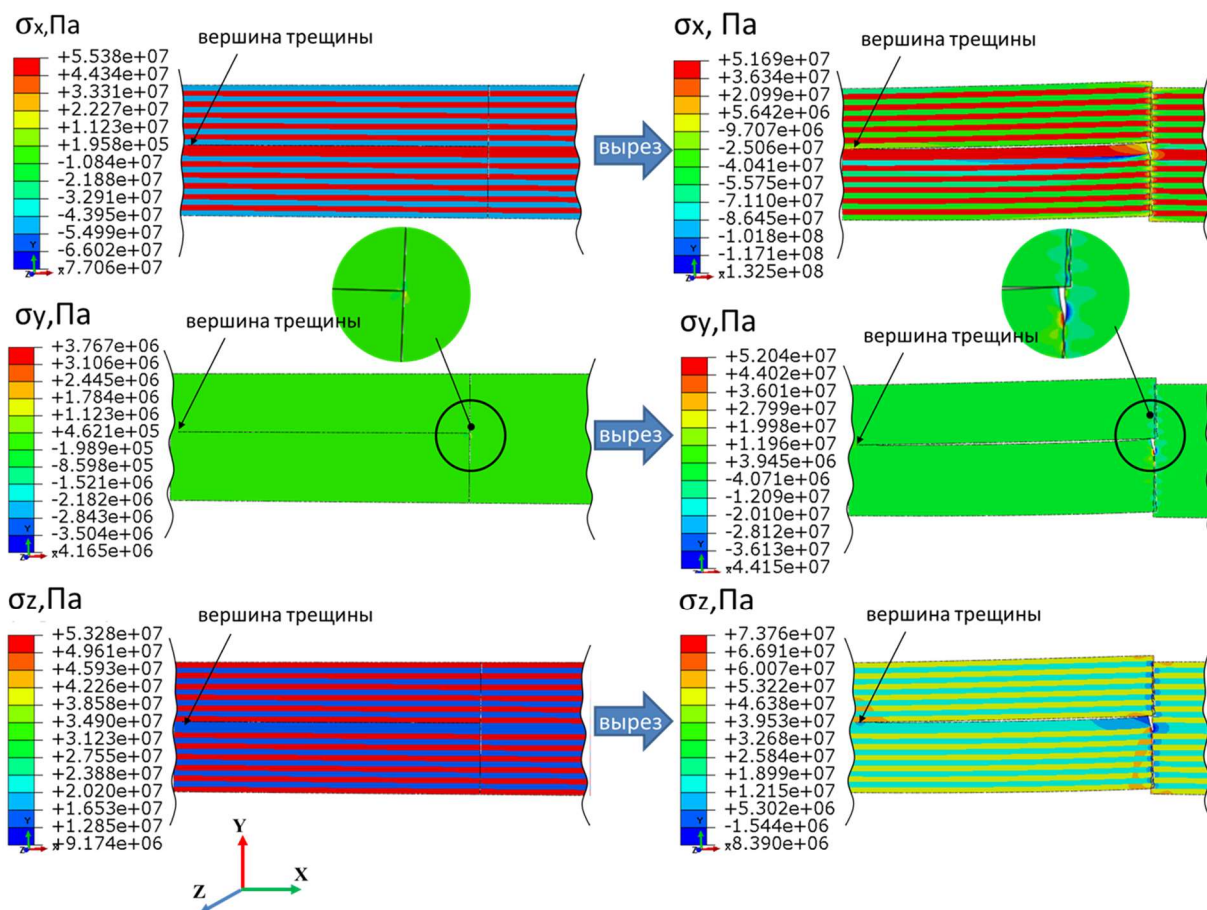 σx,Па
вершина трещины
+5.538e+07
+4.434e+07
+3.331e+07
+2.227e+07
+1.123e+07
+1.958e+05
-1.084e+07
-2.188e+07
-3.291e+07
-4.395e+07
-5.499e+07
-6.602e+07
-7.706e+07
Y
Z
X
вырез
σx, Па
вершина трещины
+5.169e+07
+3.634e+07
+2.099e+07
+5.642e+06
-9.707e+06
-2.506e+07
-4.041e+07
-5.575e+07
-7.110e+07
-8.645e+07
-1.018e+08
-1.171e+08
-1.325e+08
Y
Z
X
σy,Па
вершина трещины
+3.767e+06
+3.106e+06
+2.445e+06
+1.784e+06
+1.123e+06
+4.621e+05
-1.989e+05
-8.598e+05
-1.521e+06
-2.182e+06
-2.843e+06
-3.504e+06
-4.165e+06
Y
Z
X
вырез
σy,Па
вершина трещины
+5.204e+07
+4.402e+07
+3.601e+07
+2.799e+07
+1.998e+07
+1.196e+07
+3.945e+06
-4.071e+06
-1.209e+07
-2.010e+07
-2.812e+07
-3.613e+07
-4.415e+07
Y
Z
X
σz,Па
вершина трещины
+5.328e+07
+4.961e+07
+4.593e+07
+4.226e+07
+3.858e+07
+3.490e+07
+3.123e+07
+2.755e+07
+2.388e+07
+2.020e+07
+1.653e+07
+1.285e+07
+9.174e+06
Y
Z
X
вырез
σz,Па
вершина трещины
+7.376e+07
+6.691e+07
+6.007e+07
+5.322e+07
+4.638e+07
+3.953e+07
+3.268e+07
+2.584e+07
+1.899e+07
+1.215e+07
+5.302e+06
-1.544e+06
-8.390e+06
Y
Z
X
Y
X
Z